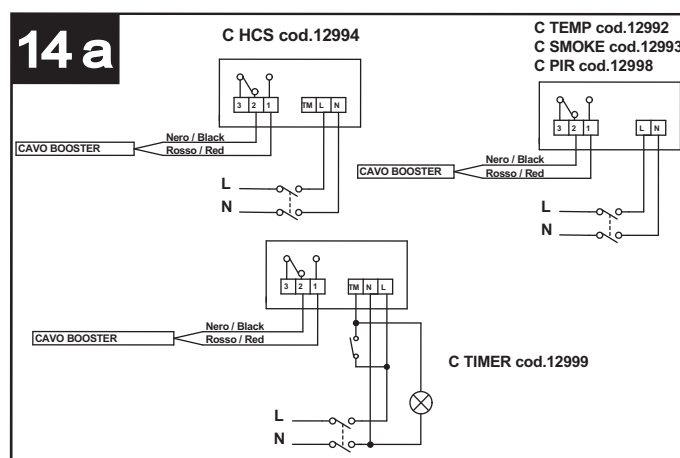 14 a
C HCS cod.12994
3 2 1 TM L N
Nero / Black
CAVO BOOSTER
Rosso / Red
L
N
C TEMP cod.12992
C SMOKE cod.12993
C PIR cod.12998
3 2 1 L N
Nero / Black
CAVO BOOSTER
Rosso / Red
L
N
3 2 1 TM N L
Nero / Black
CAVO BOOSTER
Rosso / Red
C TIMER cod.12999
L
N